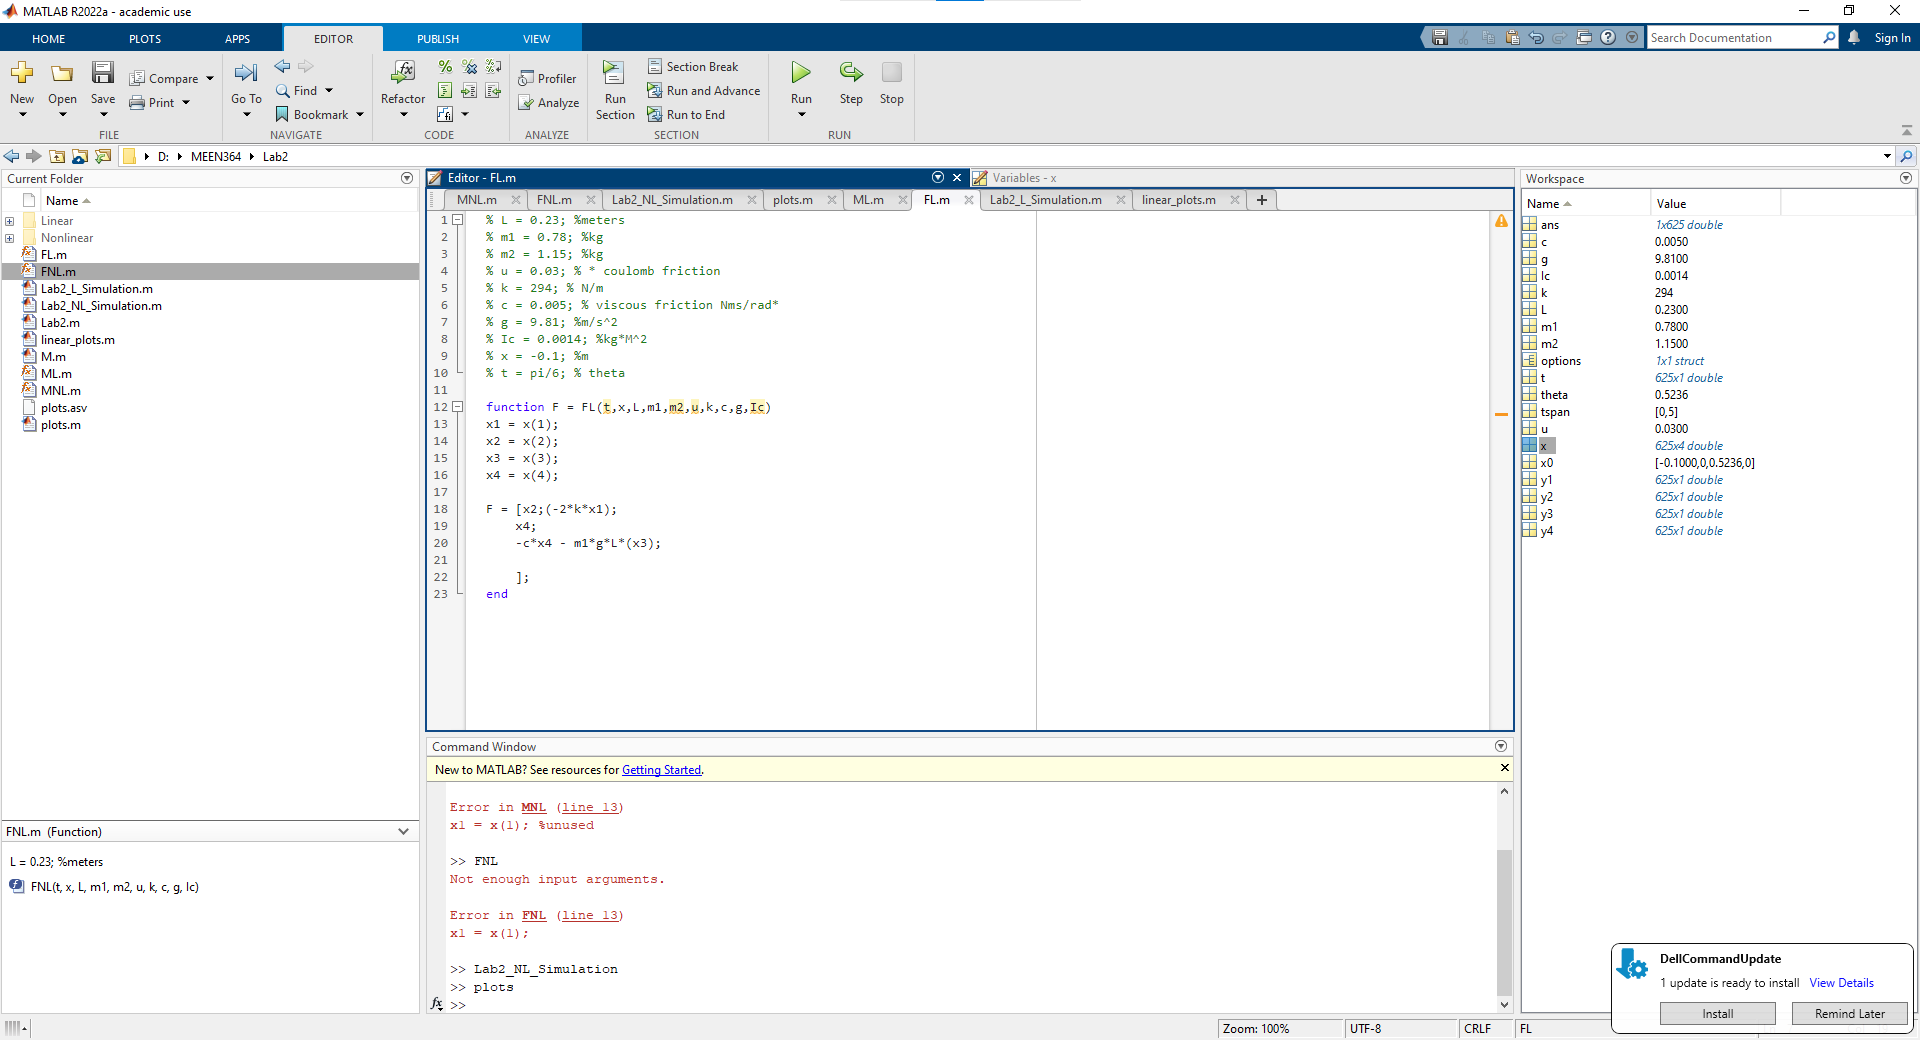 MATLAB R2022a - academic use
HOME PLOTS APPS EDITOR PUBLISH VIEW
Search Documentation
Sign In
New Open Save
Compare
Print
FILE
Go To
Find
Bookmark
NAVIGATE
Refactor
CODE
Profiler
Analyze
ANALYZE
Run Section
Section Break
Run and Advance
Run to End
SECTION
Run Step Stop
RUN
D: MEEN364 Lab2
Current Folder
Name
Linear
Nonlinear
FL.m
FNL.m
Lab2_L_Simulation.m
Lab2_NL_Simulation.m
Lab2.m
linear_plots.m
M.m
ML.m
MNL.m
plots.asv
plots.m
FNL.m (Function)
L = 0.23; %meters
FNL(t, x, L, m1, m2, u, k, c, g, Ic)
Editor - FL.m
Variables - x
MNL.m FNL.m Lab2_NL_Simulation.m plots.m ML.m FL.m Lab2_L_Simulation.m linear_plots.m
1 % L = 0.23; %meters
2 % m1 = 0.78; %kg
3 % m2 = 1.15; %kg
4 % u = 0.03; % * coulomb friction
5 % k = 294; % N/m
6 % c = 0.005; % viscous friction Nms/rad*
7 % g = 9.81; %m/s^2
8 % Ic = 0.0014; %kg*M^2
9 % x = -0.1; %m
10 % t = pi/6; % theta
11
12 function F = FL(t,x,L,m1,m2,u,k,c,g,Ic)
13 x1 = x(1);
14 x2 = x(2);
15 x3 = x(3);
16 x4 = x(4);
17
18 F = [x2;(-2*k*x1);
19 x4;
20 -c*x4 - m1*g*L*(x3);
21
22 ];
23 end
Command Window
New to MATLAB? See resources for Getting Started.
Error in MNL (line 13)
x1 = x(1); %unused
>> FNL
Not enough input arguments.
Error in FNL (line 13)
x1 = x(1);
>> Lab2_NL_Simulation
>> plots
fx >>
Workspace
Name Value
ans 1x625 double
c 0.0050
g 9.8100
Ic 0.0014
k 294
L 0.2300
m1 0.7800
m2 1.1500
options 1x1 struct
t 625x1 double
theta 0.5236
tspan [0,5]
u 0.0300
x 625x4 double
x0 [-0.1000,0,0.5236,0]
y1 625x1 double
y2 625x1 double
y3 625x1 double
y4 625x1 double
DellCommandUpdate
1 update is ready to install View Details
Install Remind Later
Zoom: 100% UTF-8 CRLF FL